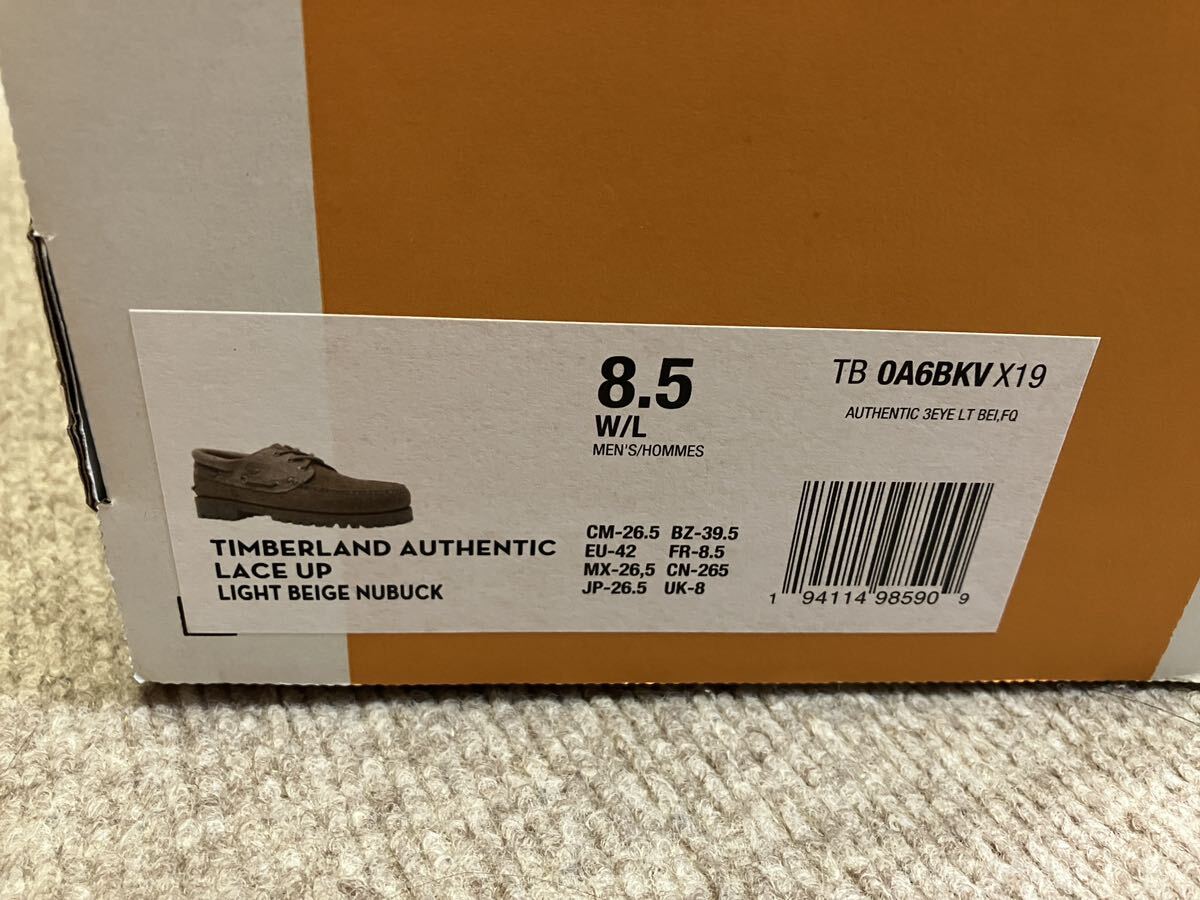 8.5
W/L
MEN'S/HOMMES
TB 0A6BKV X19
AUTHENTIC 3EYE LT BEI,FQ
TIMBERLAND AUTHENTIC
LACE UP
LIGHT BEIGE NUBUCK
CM-26.5 BZ-39.5
EU-42 FR-8.5
MX-26,5 CN-265
JP-26.5 UK-8
1 94114 98590 9